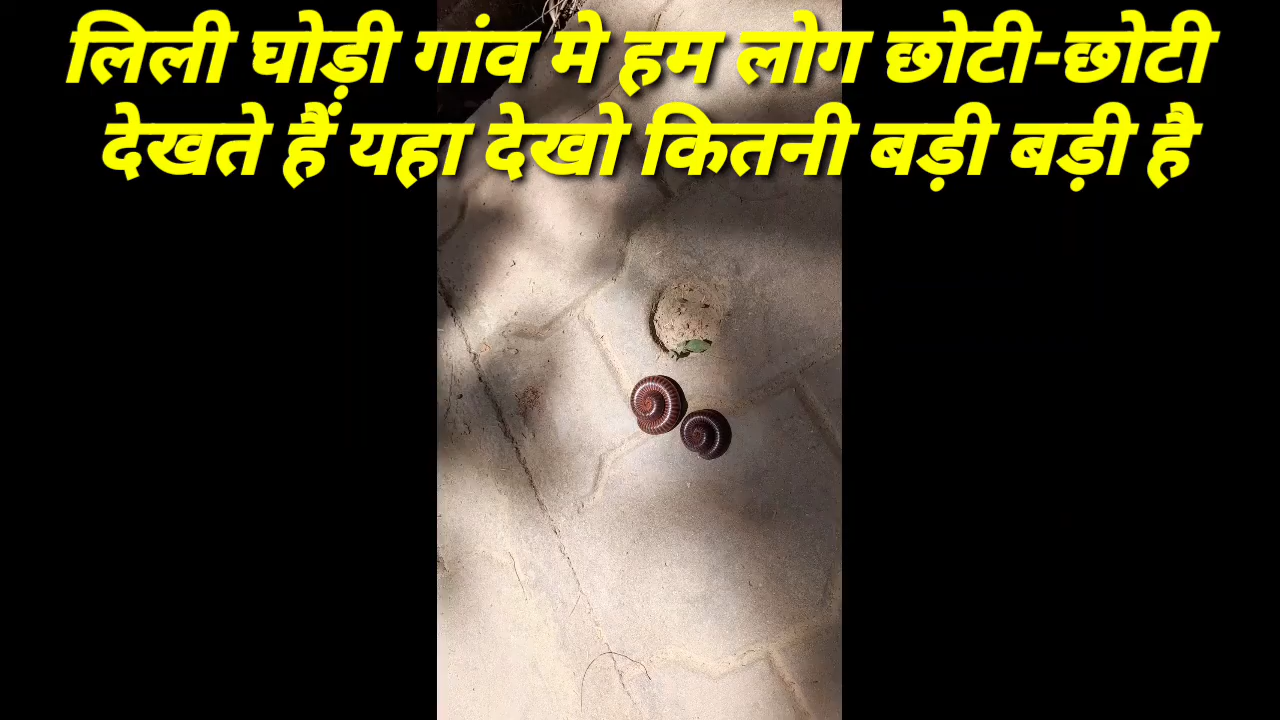 लिली घोड़ी गांव मे हम लोग छोटी-छोटी
देखते हैं यहा देखो कितनी बड़ी बड़ी है